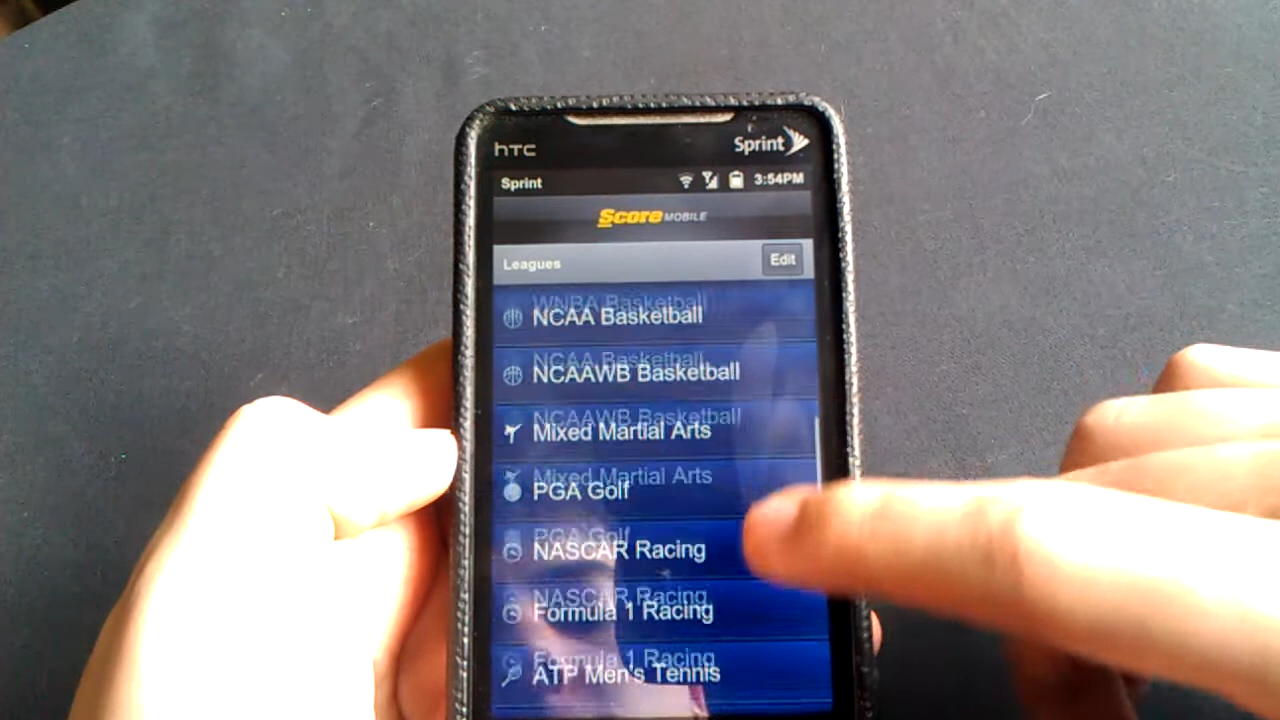 hTC
Sprint
Sprint 3:54PM
Score MOBILE
Leagues Edit
WNBA Basketball
NCAA Basketball
NCAA Basketball
NCAAWB Basketball
NCAAWB Basketball
Mixed Martial Arts
Mixed Martial Arts
PGA Golf
PGA Golf
NASCAR Racing
NASCAR Racing
Formula 1 Racing
Formula 1 Racing
ATP Men's Tennis